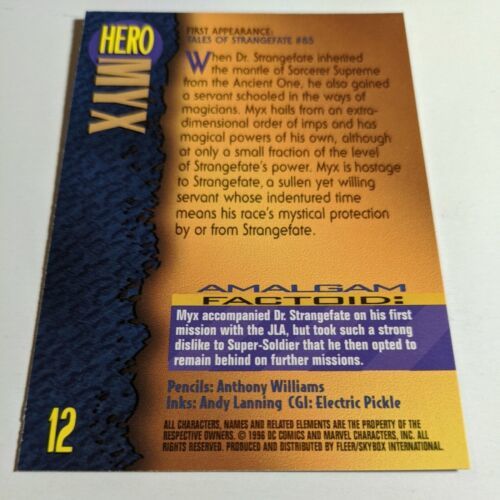 HERO
MYX
FIRST APPEARANCE:
TALES OF STRANGEFATE #85
When Dr. Strangefate inherited
the mantle of Sorcerer Supreme
from the Ancient One, he also gained
a servant schooled in the ways of
magicians. Myx hails from an extra-
dimensional order of imps and has
magical powers of his own, although
at only a small fraction of the level
of Strangefate's power. Myx is hostage
to Strangefate, a sullen yet willing
servant whose indentured time
means his race's mystical protection
by or from Strangefate.
AMALGAM
FACTOID:
Myx accompanied Dr. Strangefate on his first
mission with the JLA, but took such a strong
dislike to Super-Soldier that he then opted to
remain behind on further missions.
Pencils: Anthony Williams
Inks: Andy Lanning CGI: Electric Pickle
12
ALL CHARACTERS, NAMES AND RELATED ELEMENTS ARE THE PROPERTY OF THE
RESPECTIVE OWNERS. © 1996 DC COMICS AND MARVEL CHARACTERS, INC. ALL
RIGHTS RESERVED. PRODUCED AND DISTRIBUTED BY FLEER/SKYBOX INTERNATIONAL.